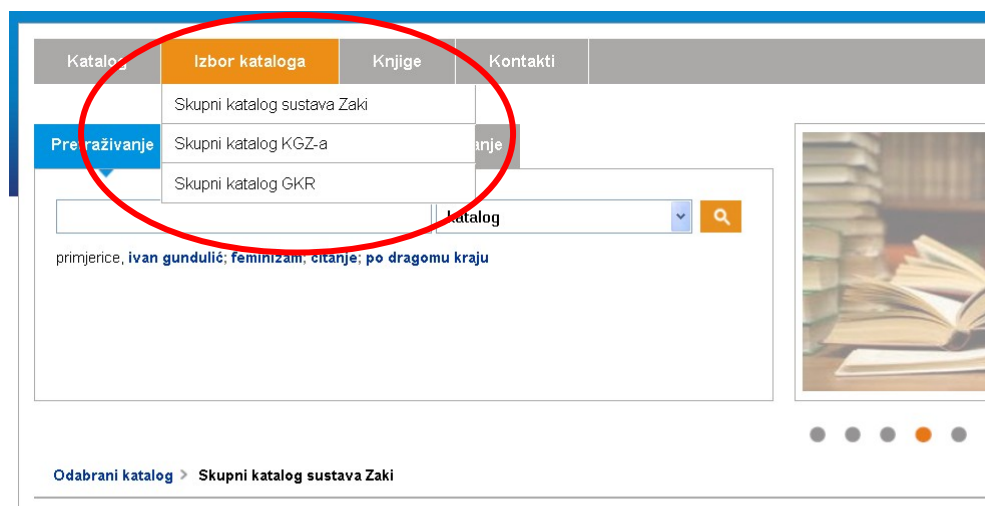 Katalog Izbor kataloga Knjige Kontakti
Skupni katalog sustava Zaki
Pretraživanje
Skupni katalog KGZ-a
Skupni katalog GKR
katalog
primjerice, ivan gundulić; feminizam; čitanje; po dragomu kraju
Odabrani katalog > Skupni katalog sustava Zaki